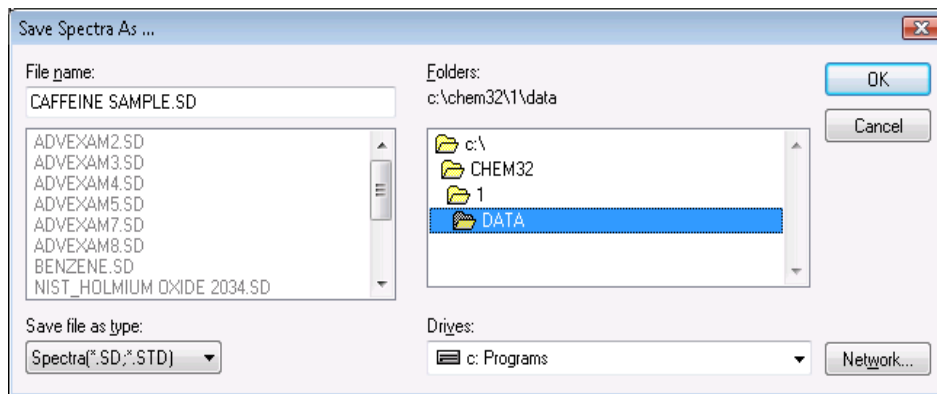 Save Spectra As ...
File name:
CAFFEINE SAMPLE.SD
ADVEXAM2.SD
ADVEXAM3.SD
ADVEXAM4.SD
ADVEXAM5.SD
ADVEXAM7.SD
ADVEXAM8.SD
BENZENE.SD
NIST_HOLMIUM OXIDE 2034.SD
Save file as type:
Spectra(*.SD;*.STD)
Folders:
c:\chem32\1\data
c:\
CHEM32
1
DATA
Drives:
c: Programs
OK
Cancel
Network...